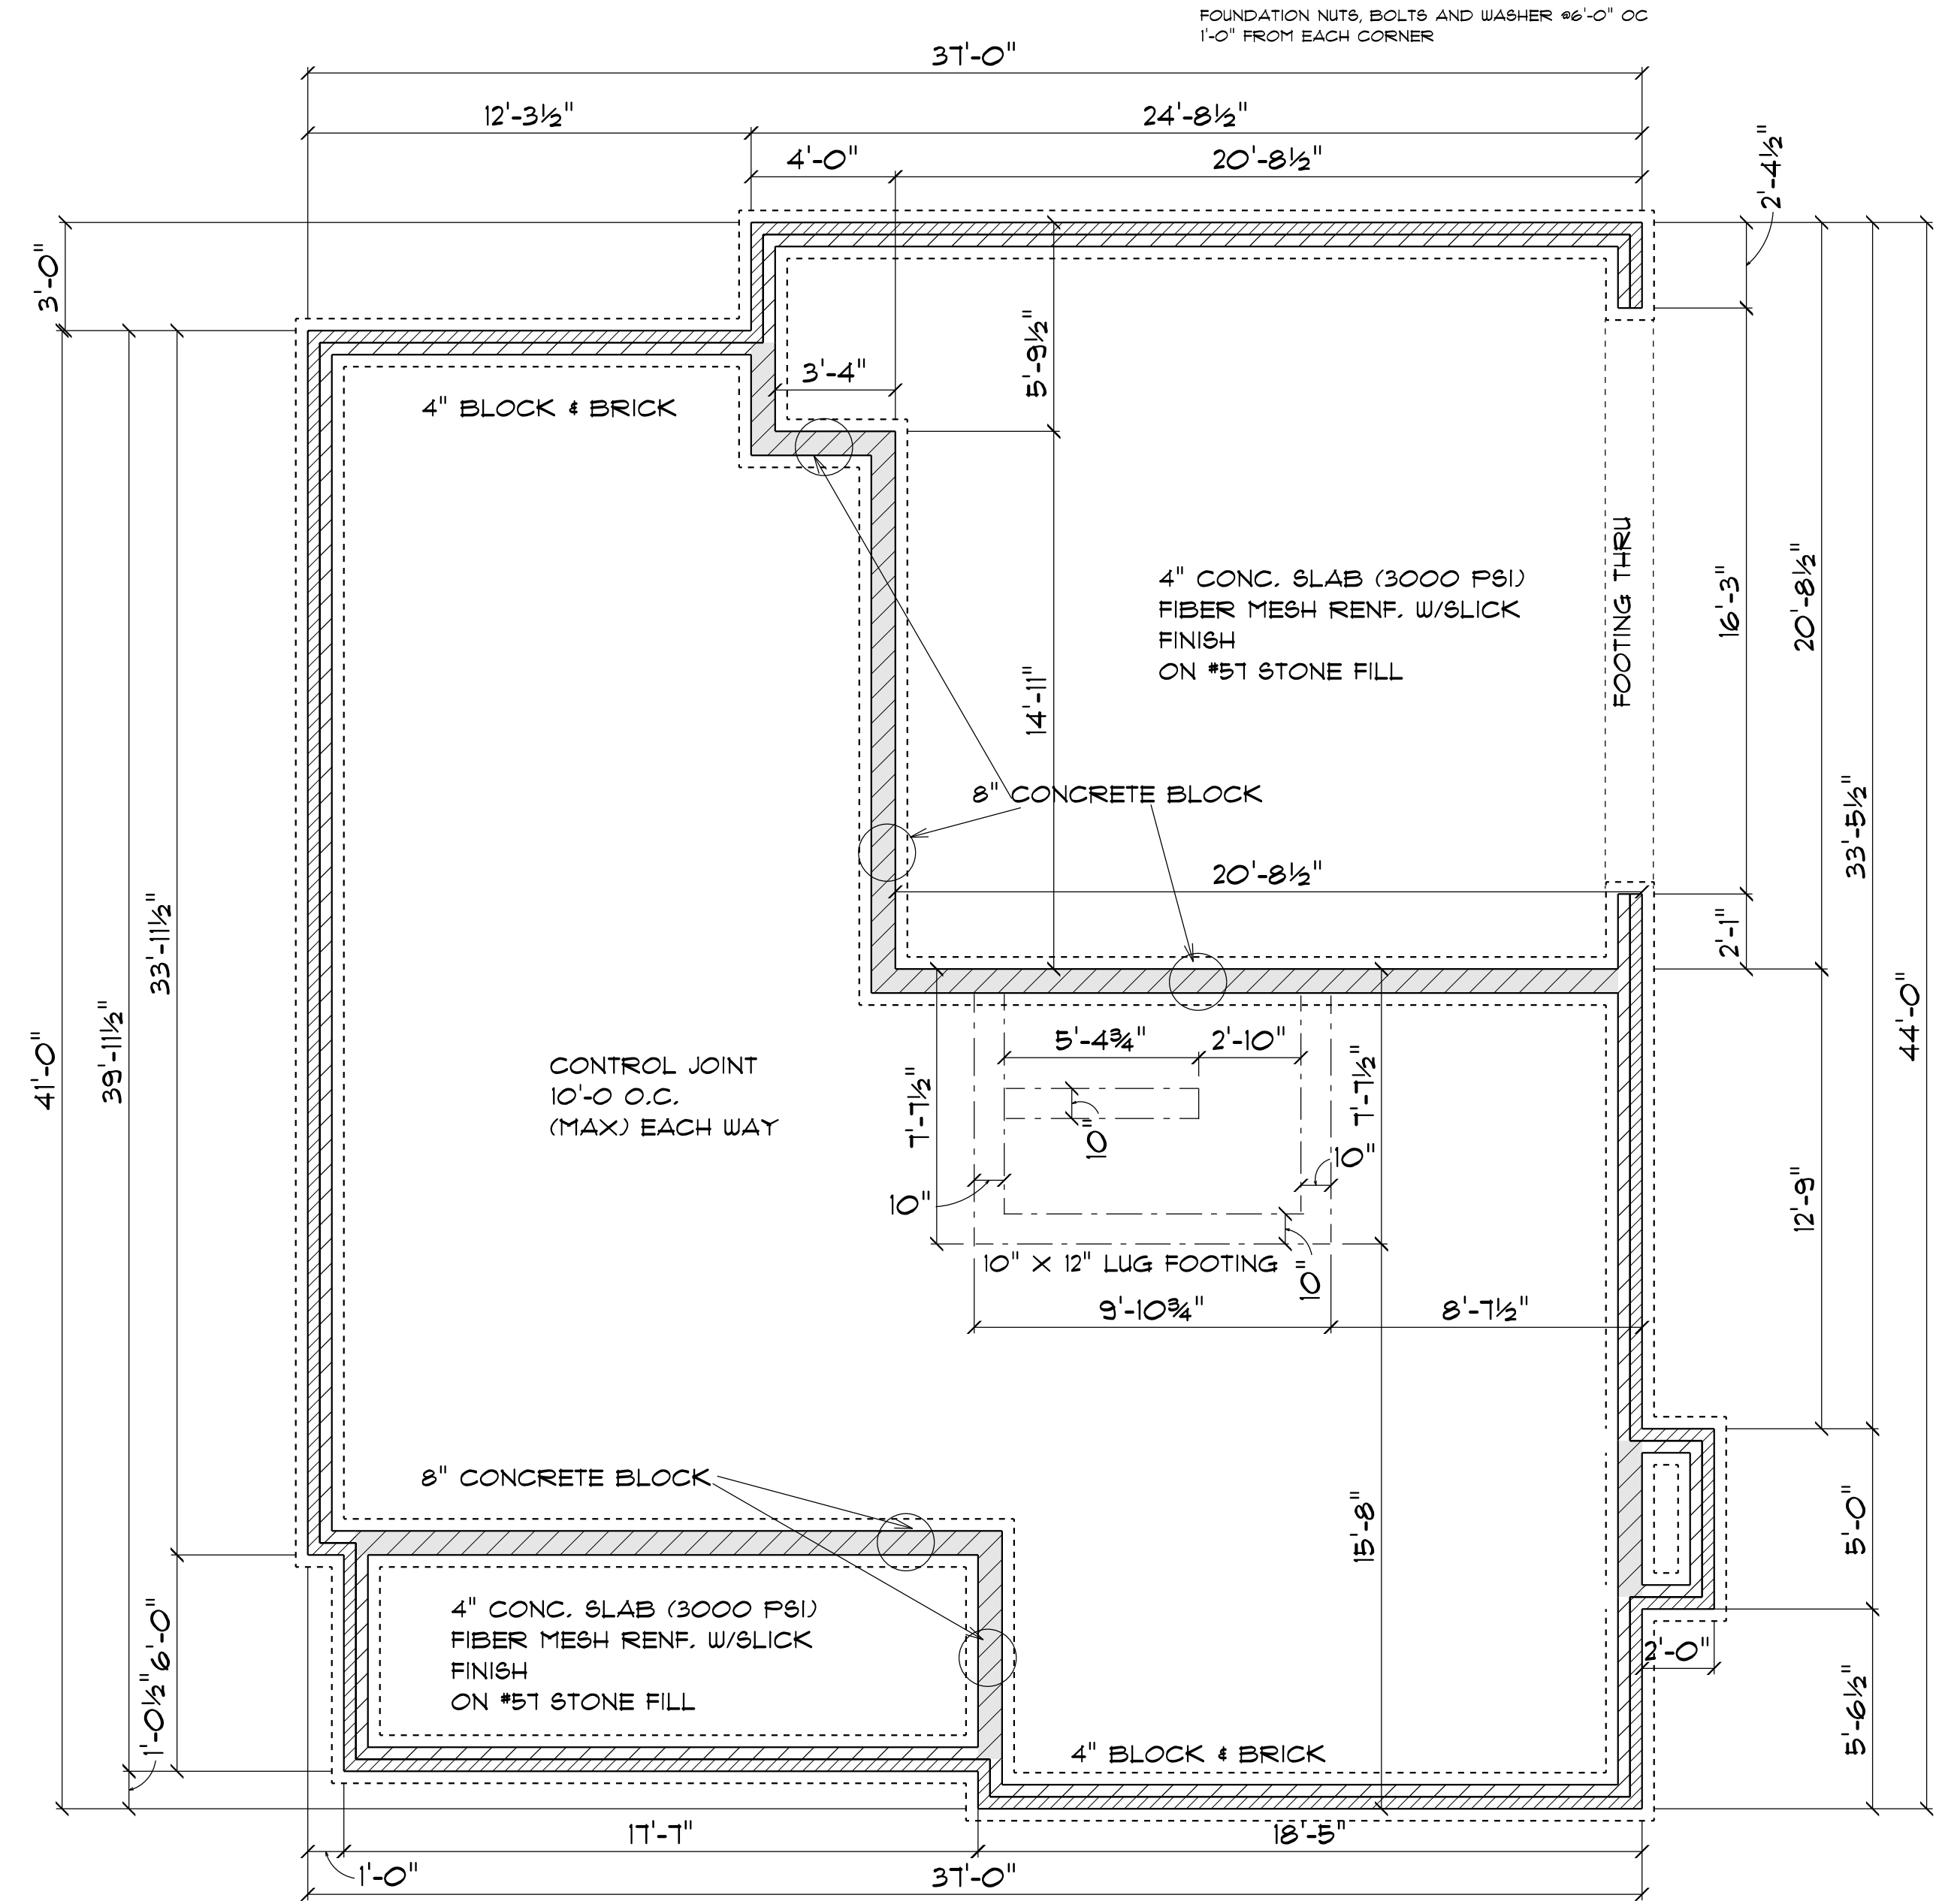 FOUNDATION NUTS, BOLTS AND WASHER @6'-0" OC
1'-0" FROM EACH CORNER
37'-0"
12'-3½"
24'-8½"
4'-0"
20'-8½"
2'-4½"
3'-0"
5'-9½"
3'-4"
4" BLOCK & BRICK
4" CONC. SLAB (3000 PSI)
FIBER MESH RENF. W/SLICK
FINISH
ON #57 STONE FILL
FOOTING THRU
16'-3"
20'-8½"
14'-11"
8" CONCRETE BLOCK
33'-5½"
20'-8½"
33'-11½"
2'-1"
44'-0"
41'-0"
39'-11½"
CONTROL JOINT
10'-0 O.C.
(MAX) EACH WAY
5'-4¾"
2'-10"
7'-7½"
7'-7½"
10"
10"
10"
12'-9"
10" X 12" LUG FOOTING
10"
9'-10¾"
8'-7½"
8" CONCRETE BLOCK
15'-8"
5'-0"
4" CONC. SLAB (3000 PSI)
FIBER MESH RENF. W/SLICK
FINISH
ON #57 STONE FILL
6'-0"
1'-0½"
2'-0"
5'-6½"
4" BLOCK & BRICK
17'-7"
18'-5"
1'-0"
37'-0"